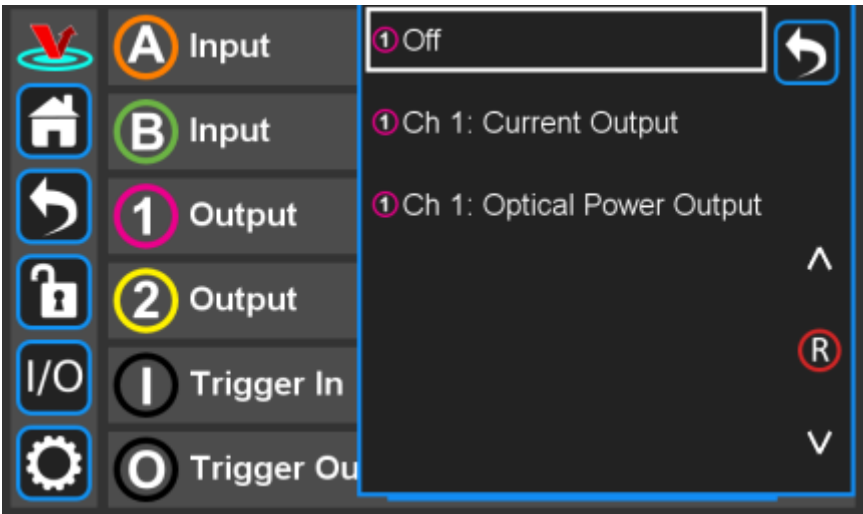 A Input
B Input
1 Output
2 Output
I/O
I Trigger In
O Trigger Ou
1 Off
1 Ch 1: Current Output
1 Ch 1: Optical Power Output
R